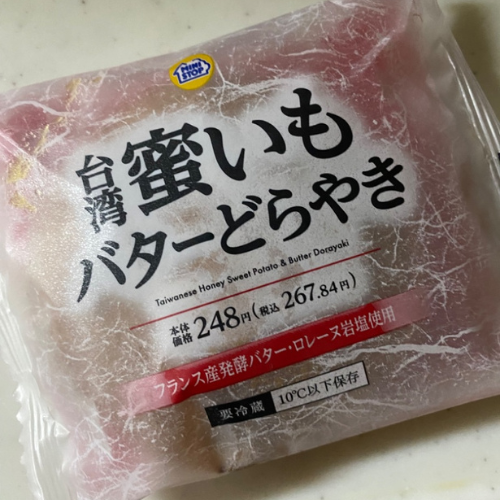 MINI
STOP
台湾
蜜いも
バターどらやき
Taiwanese Honey Sweet Potato & Butter Dorayaki
本体価格 248円(税込 267.84円)
フランス産発酵バター・ロレーヌ岩塩使用
要冷蔵 10℃以下保存